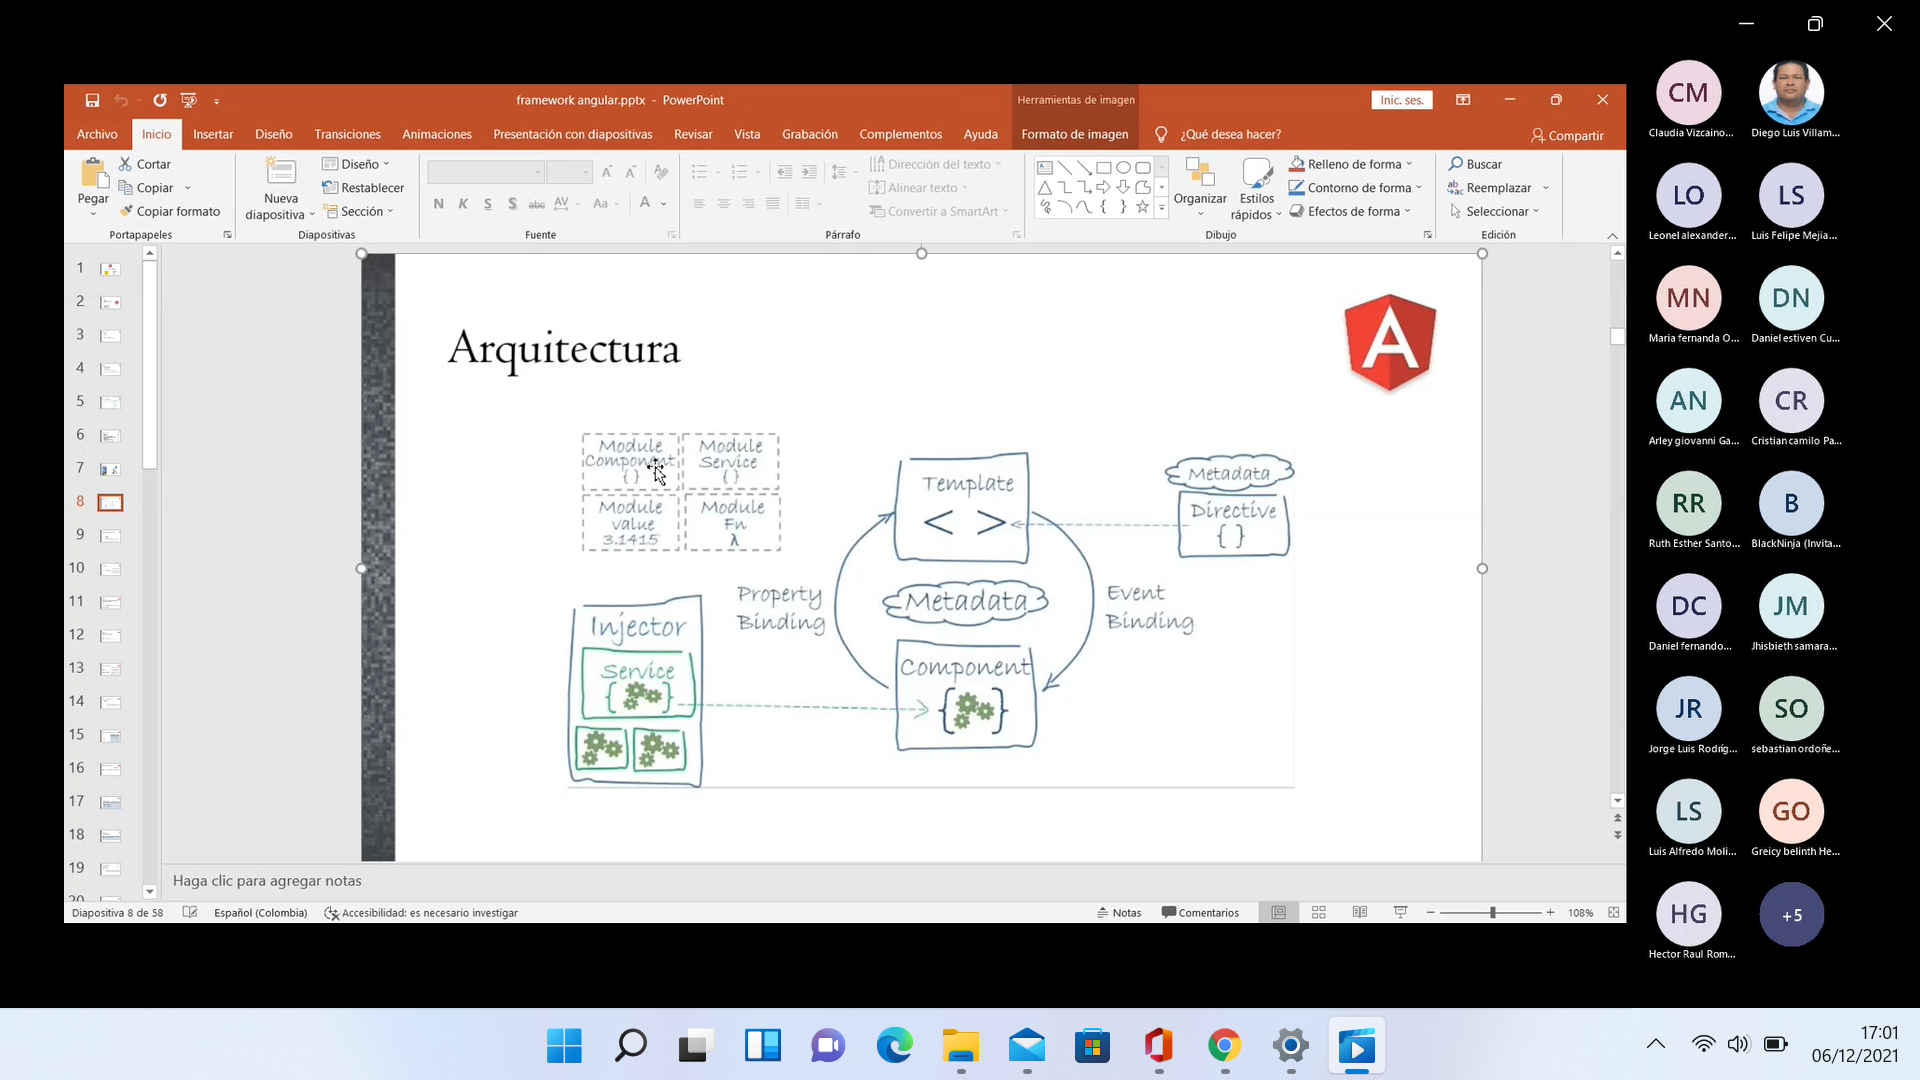 framework angular.pptx - PowerPoint
Herramientas de imagen
Inic. ses.
Archivo
Inicio
Insertar
Diseño
Transiciones
Animaciones
Presentación con diapositivas
Revisar
Vista
Grabación
Complementos
Ayuda
Formato de imagen
¿Qué desea hacer?
Compartir
Pegar
Cortar
Copiar
Copiar formato
Portapapeles
Nueva
diapositiva
Diseño
Restablecer
Sección
Diapositivas
N K S S abc AV Aa A
Fuente
Dirección del texto
Alinear texto
Convertir a SmartArt
Párrafo
Organizar
Estilos
rápidos
Relleno de forma
Contorno de forma
Efectos de forma
Dibujo
Buscar
Reemplazar
Seleccionar
Edición
1
2
3
4
5
6
7
8
9
10
11
12
13
14
15
16
17
18
19
20
Arquitectura
A
Module
Component
{ }
Module
Service
{ }
Module
value
3.1415
Module
Fn
λ
Template
< >
Metadata
Directive
{ }
Property
Binding
Metadata
Event
Binding
Injector
Service
{ }
Component
{ }
Haga clic para agregar notas
Diapositiva 8 de 58
Español (Colombia)
Accesibilidad: es necesario investigar
Notas
Comentarios
108%
CM
Claudia Vizcaino...
Diego Luis Villam...
LO
Leonel alexander...
LS
Luis Felipe Mejia...
MN
Maria fernanda O...
DN
Daniel estiven Cu...
AN
Arley giovanni Ga...
CR
Cristian camilo Pa...
RR
Ruth Esther Santo...
B
BlackNinja (Invita...
DC
Daniel fernando...
JM
Jhisbieth samara...
JR
Jorge Luis Rodríg...
SO
sebastian ordoñe...
LS
Luis Alfredo Moli...
GO
Greicy belinth He...
HG
Hector Raul Rom...
+5
17:01
06/12/2021